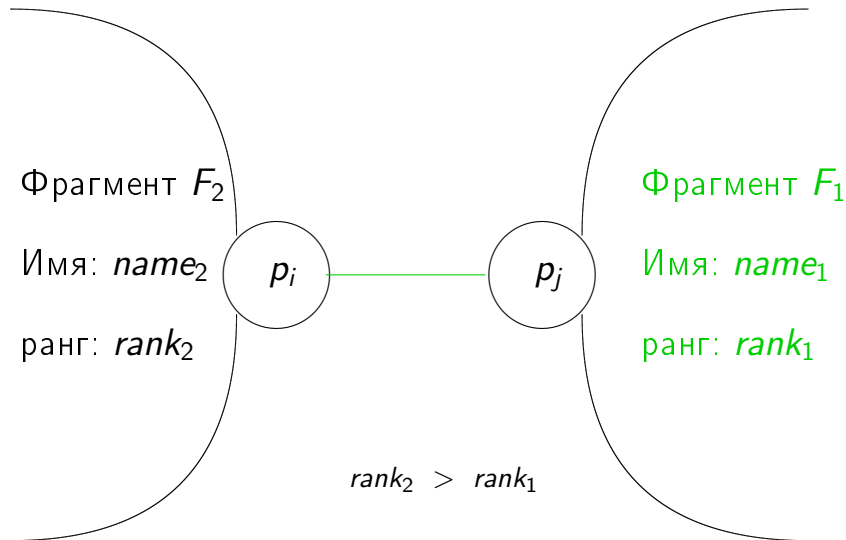 Фрагмент F₂
Имя: name₂
ранг: rank₂
pᵢ
pⱼ
Фрагмент F₁
Имя: name₁
ранг: rank₁
rank₂ > rank₁